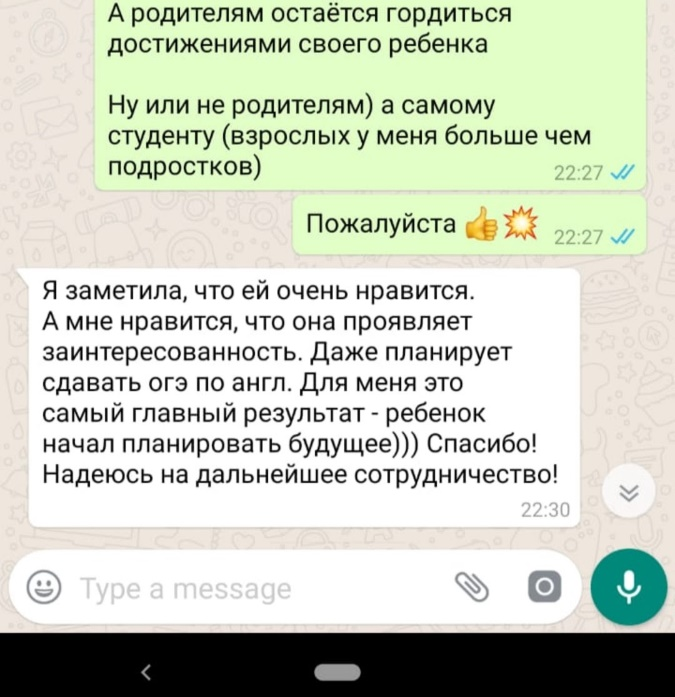 А родителям остаётся гордиться
достижениями своего ребенка
Ну или не родителям) а самому
студенту (взрослых у меня больше чем
подростков)
22:27
Пожалуйста 👍💥
22:27
Я заметила, что ей очень нравится.
А мне нравится, что она проявляет
заинтересованность. Даже планирует
сдавать огэ по англ. Для меня это
самый главный результат - ребенок
начал планировать будущее))) Спасибо!
Надеюсь на дальнейшее сотрудничество!
22:30
Type a message